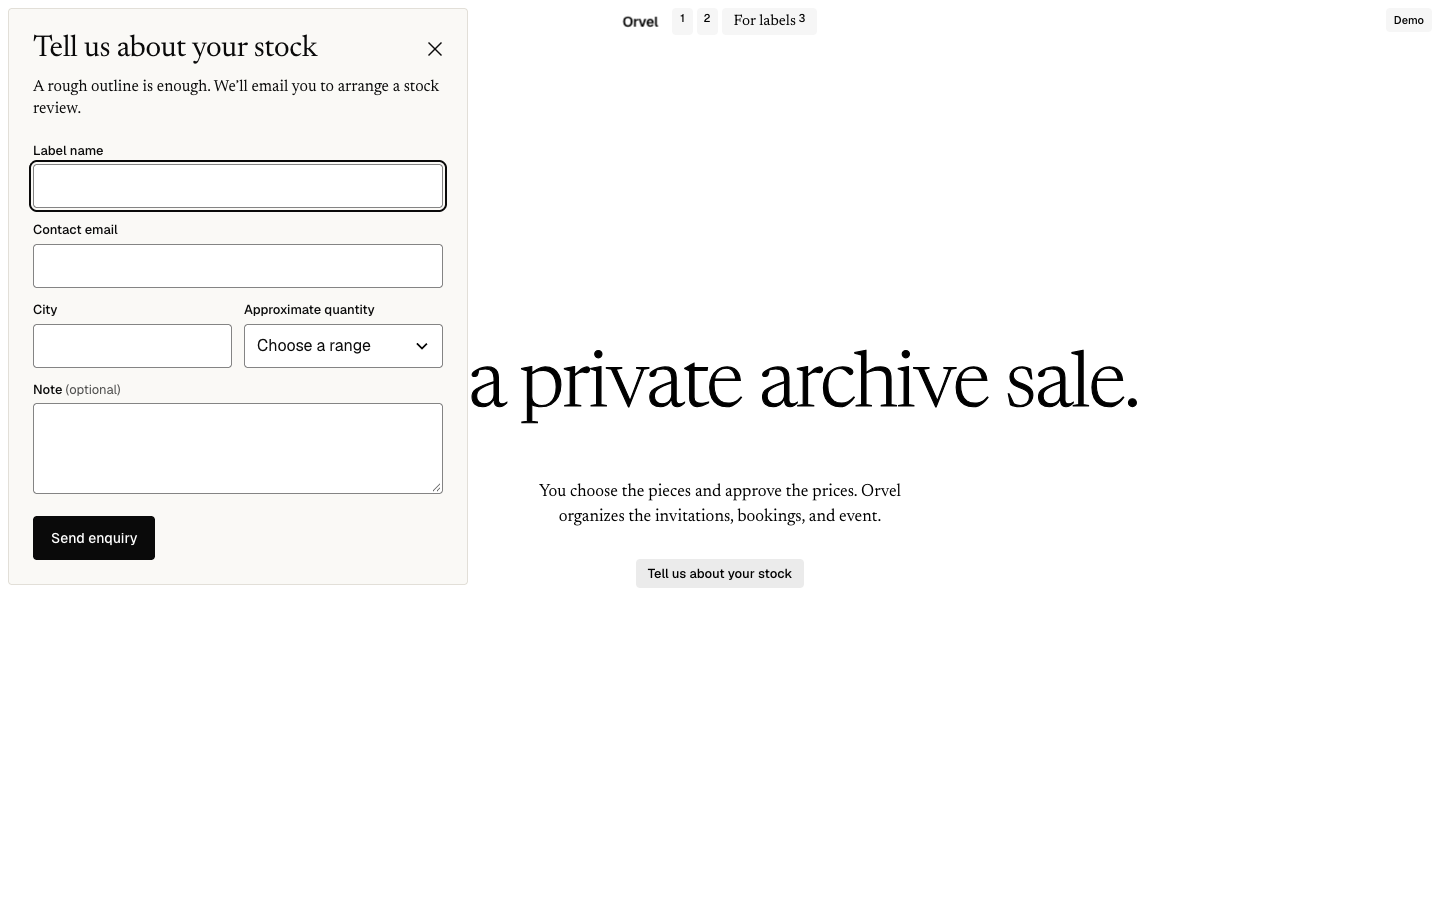 Tell us about your stock
A rough outline is enough. We’ll email you to arrange a stock
review.
Label name
Contact email
City
Approximate quantity
Choose a range
Note (optional)
Send enquiry
Orvel
1
2
For labels 3
Demo
a private archive sale.
You choose the pieces and approve the prices. Orvel
organizes the invitations, bookings, and event.
Tell us about your stock